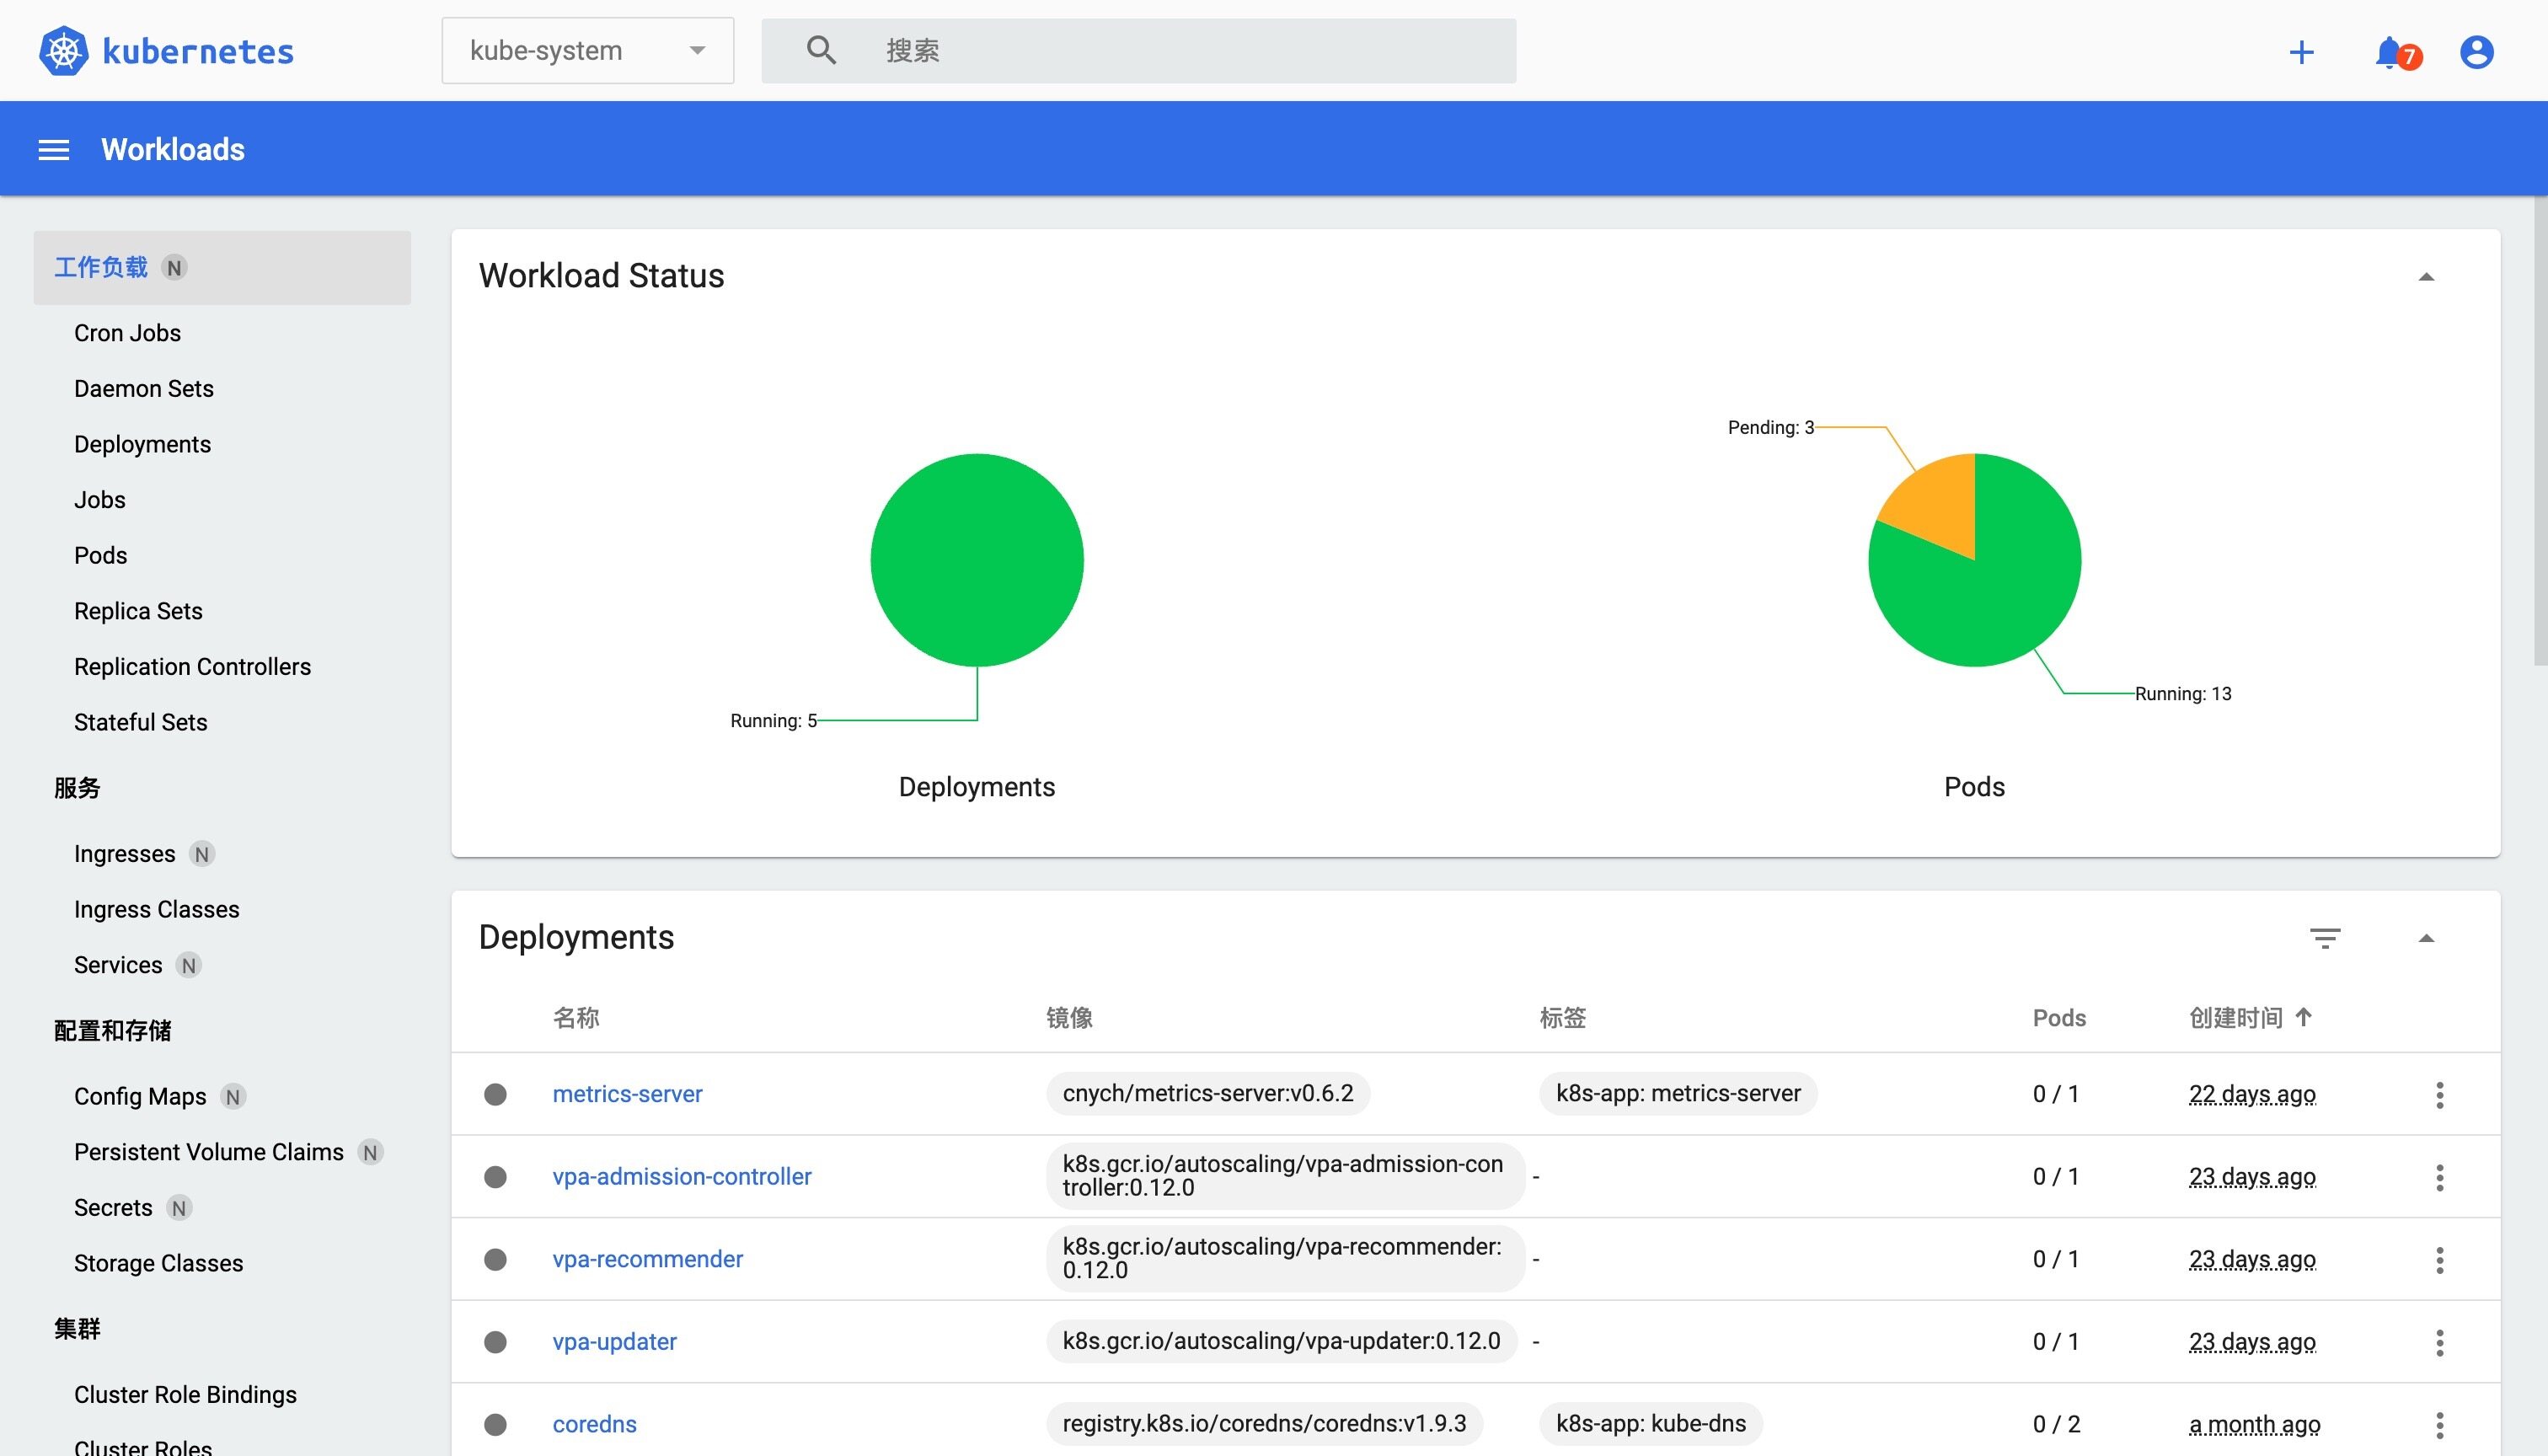 kubernetes
kube-system
搜索
7
Workloads
工作负载 N
Cron Jobs
Daemon Sets
Deployments
Jobs
Pods
Replica Sets
Replication Controllers
Stateful Sets
服务
Ingresses N
Ingress Classes
Services N
配置和存储
Config Maps N
Persistent Volume Claims N
Secrets N
Storage Classes
集群
Cluster Role Bindings
Cluster Roles
Workload Status
Running: 5
Deployments
Pending: 3
Running: 13
Pods
Deployments
名称 镜像 标签 Pods 创建时间
metrics-server cnych/metrics-server:v0.6.2 k8s-app: metrics-server 0 / 1 22 days ago
vpa-admission-controller k8s.gcr.io/autoscaling/vpa-admission-con - 0 / 1 23 days ago
troller:0.12.0
vpa-recommender k8s.gcr.io/autoscaling/vpa-recommender: - 0 / 1 23 days ago
0.12.0
vpa-updater k8s.gcr.io/autoscaling/vpa-updater:0.12.0 - 0 / 1 23 days ago
coredns registry.k8s.io/coredns/coredns:v1.9.3 k8s-app: kube-dns 0 / 2 a month ago